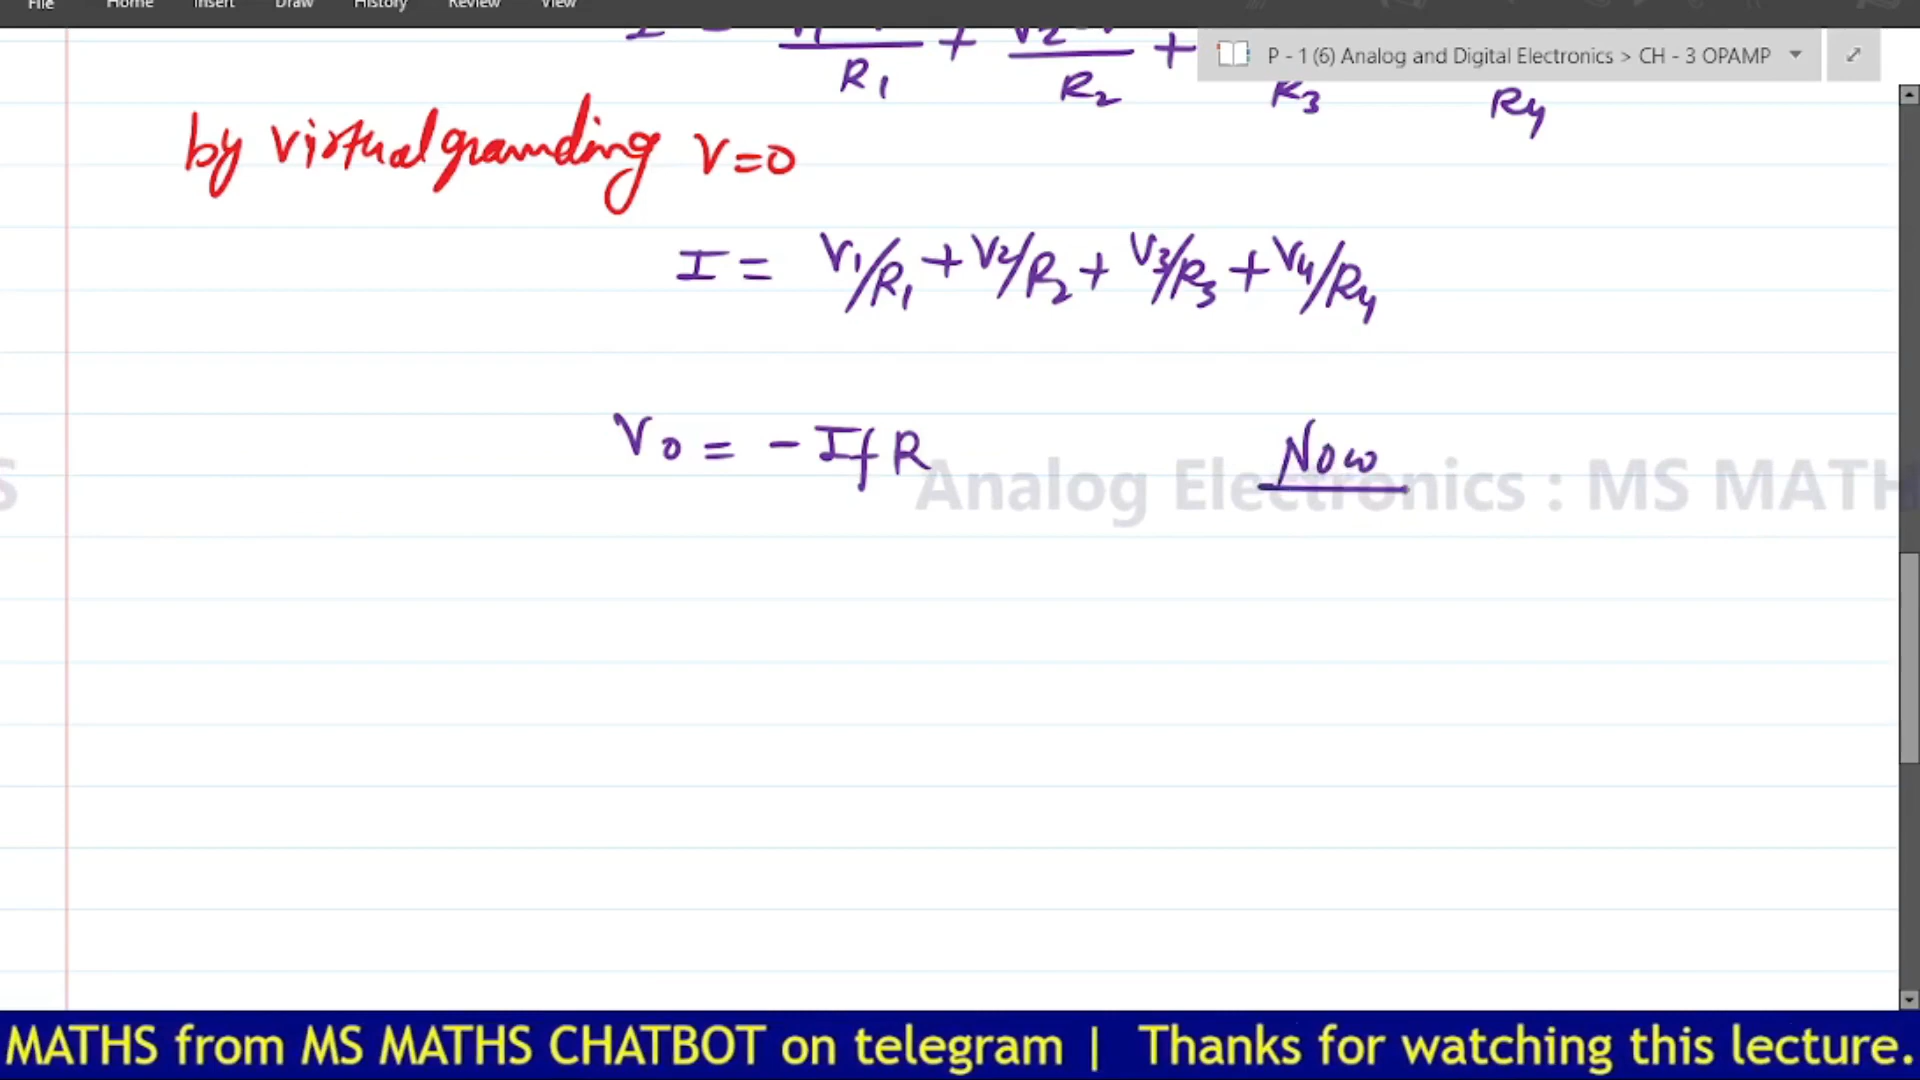 File Home Insert Draw History Review View
P - 1 (6) Analog and Digital Electronics > CH - 3 OPAMP
R1 + R2 + R3 R4
by virtual grounding V=0
I = V1/R1 + V2/R2 + V3/R3 + V4/R4
Vo = - If R Now
S Analog Electronics : MS MATH
MATHS from MS MATHS CHATBOT on telegram | Thanks for watching this lecture.